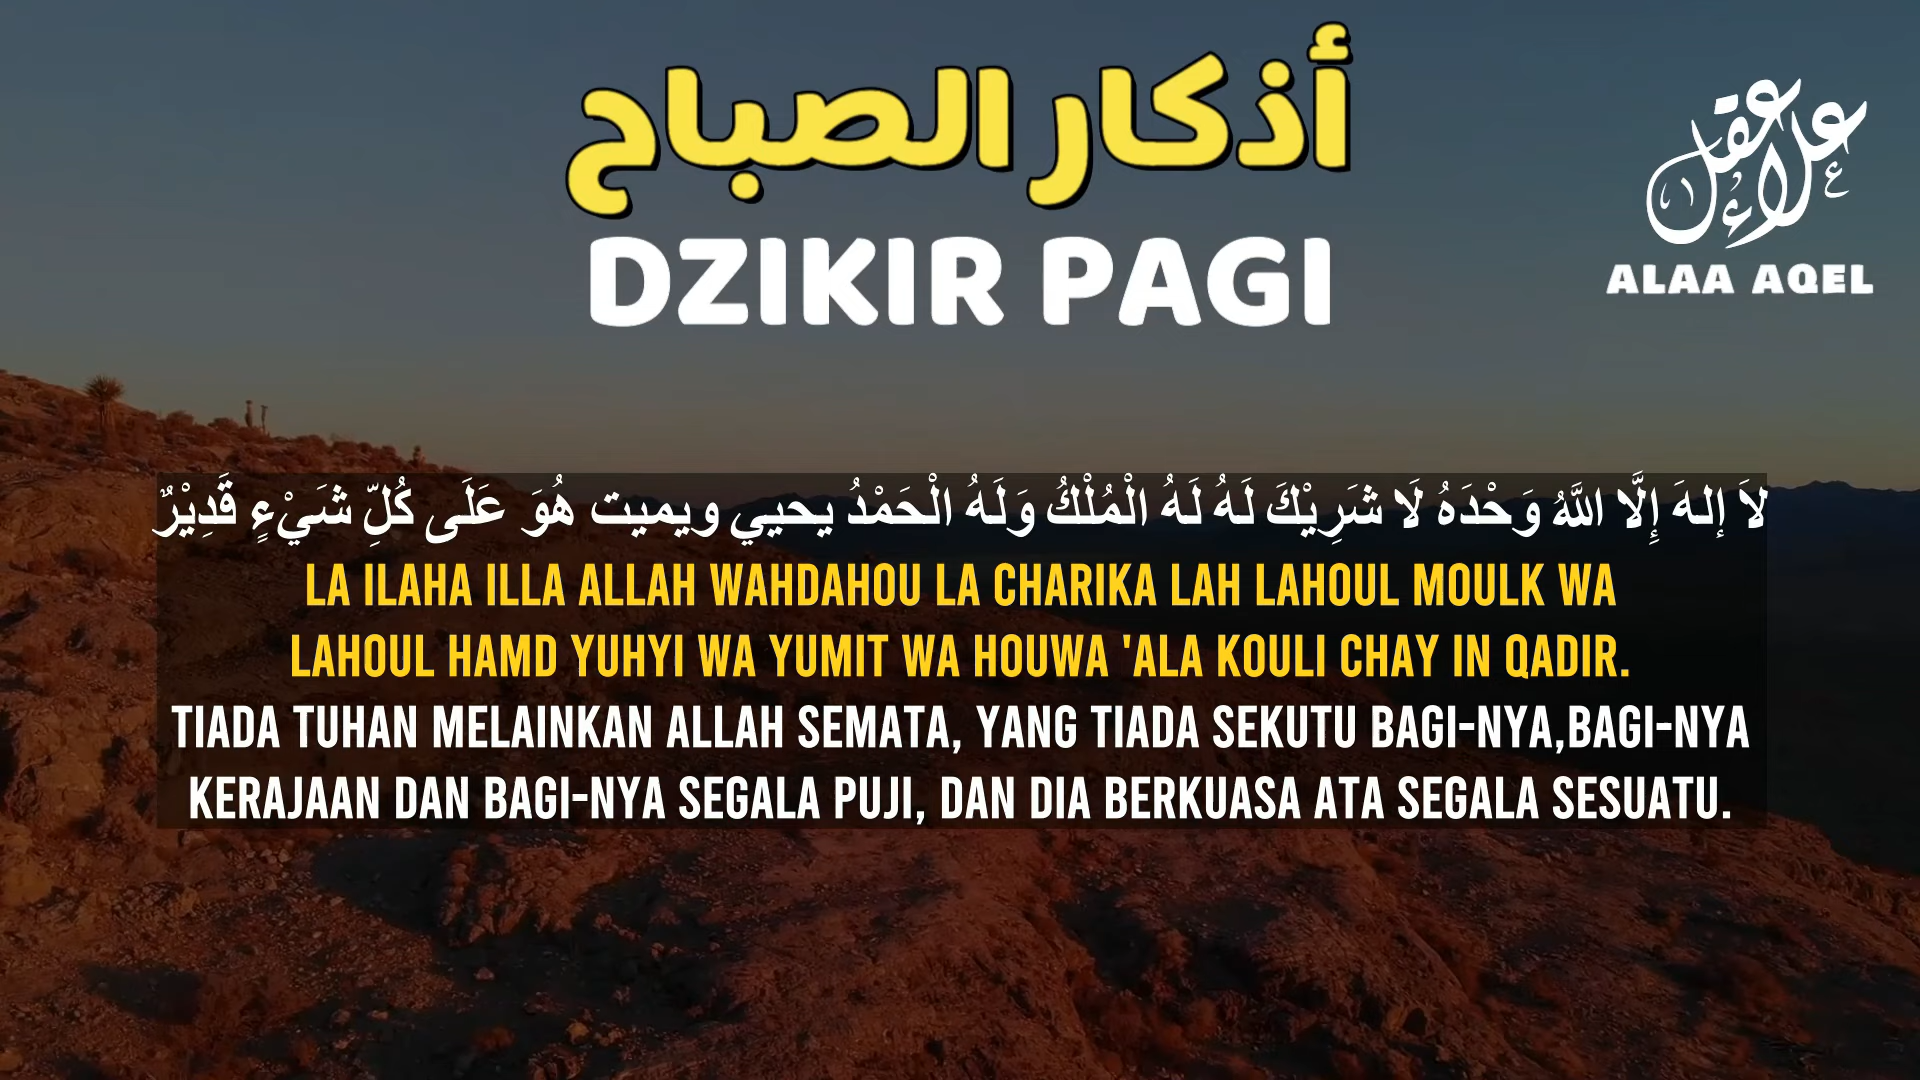 أذكار الصباح
DZIKIR PAGI
علاء عقل
ALAA AQEL
لاَ إلهَ إِلَّا اللَّهُ وَحْدَهُ لَا شَرِيْكَ لَهُ لَهُ الْمُلْكُ وَلَهُ الْحَمْدُ يحيي ويميت هُوَ عَلَى كُلِّ شَيْءٍ قَدِيْرٌ
LA ILAHA ILLA ALLAH WAHDAHOU LA CHARIKA LAH LAHOUL MOULK WA
LAHOUL HAMD YUHYI WA YUMIT WA HOUWA 'ALA KOULI CHAY IN QADIR.
TIADA TUHAN MELAINKAN ALLAH SEMATA, YANG TIADA SEKUTU BAGI-NYA,BAGI-NYA
KERAJAAN DAN BAGI-NYA SEGALA PUJI, DAN DIA BERKUASA ATA SEGALA SESUATU.